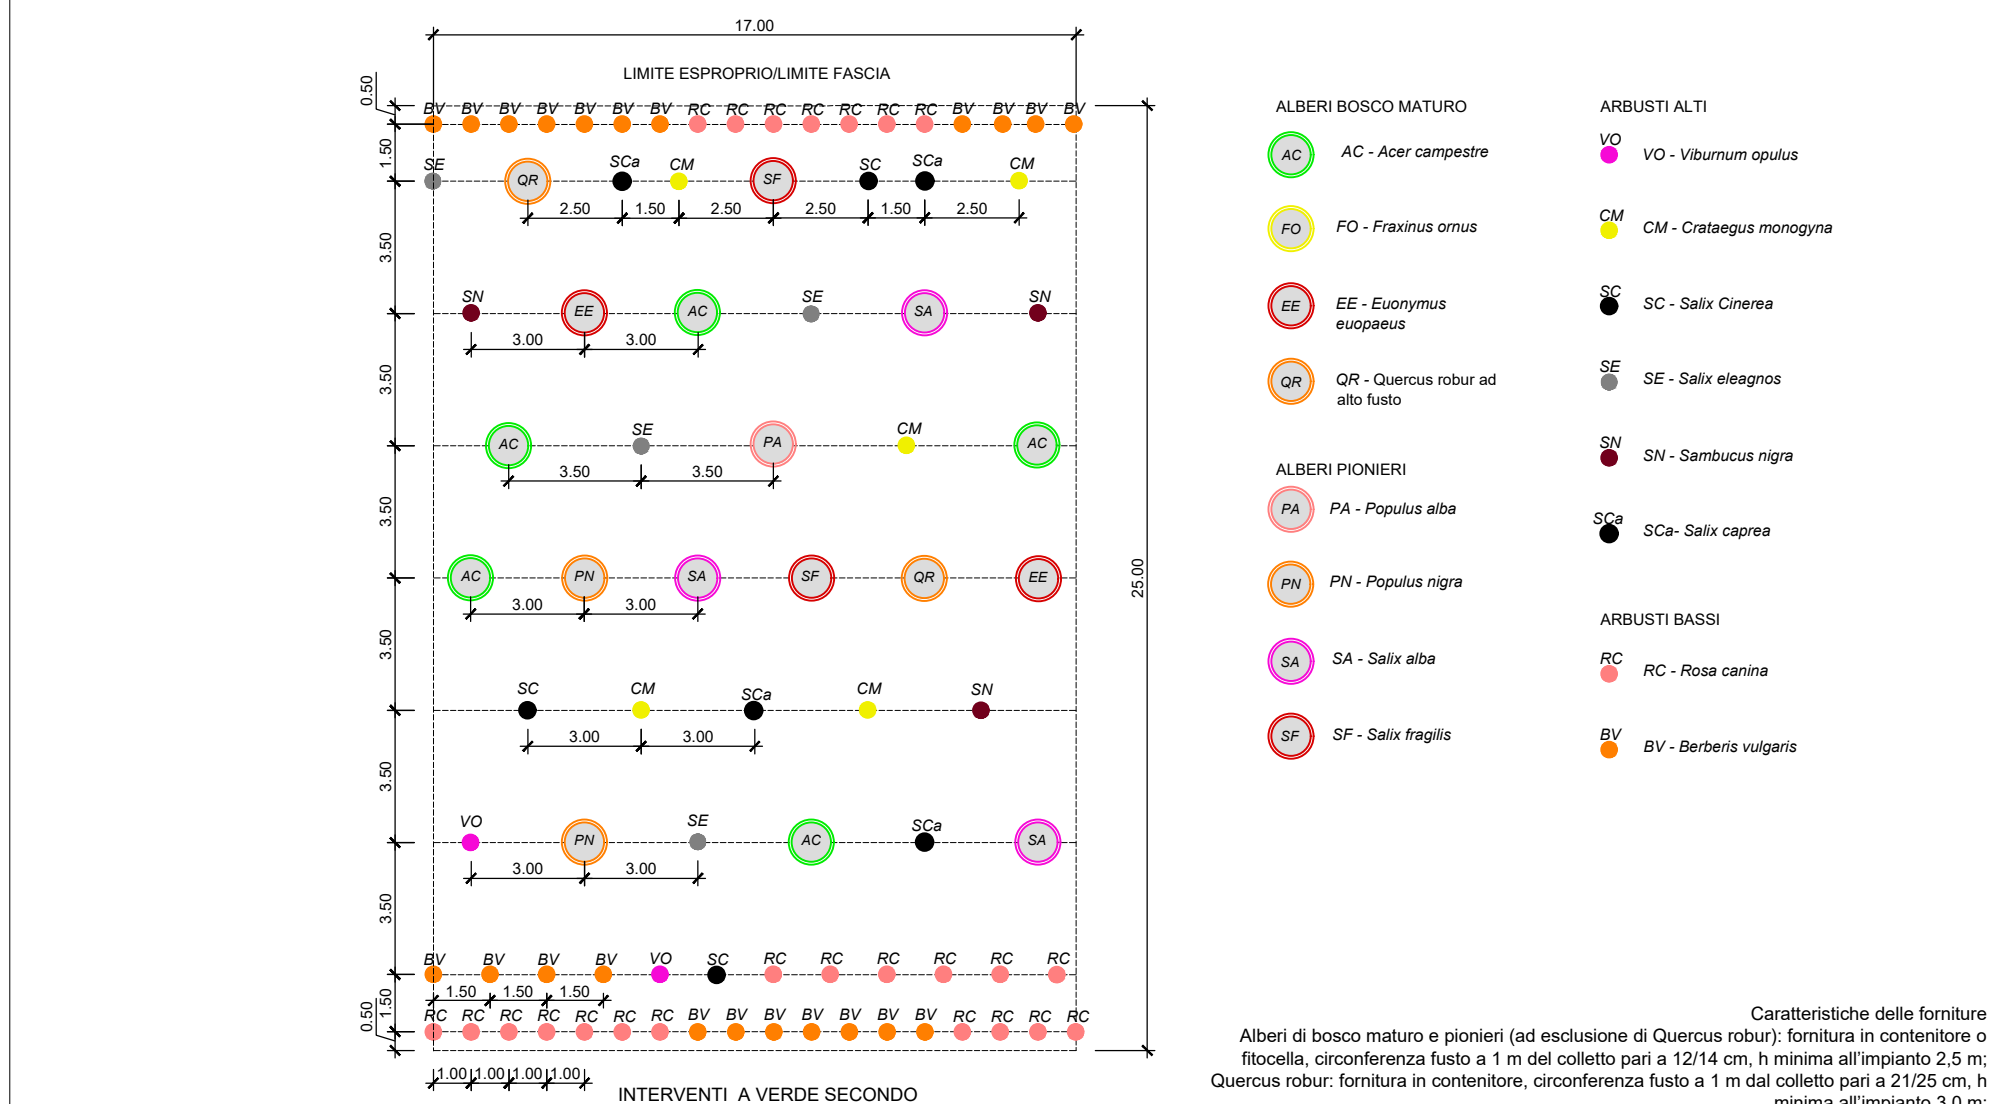 17.00
LIMITE ESPROPRIO/LIMITE FASCIA
0.50
BV BV BV BV BV BV BV RC RC RC RC RC RC RC BV BV BV BV
1.50
SE QR SCa CM SF SC SCa CM
2.50 1.50 2.50 2.50 1.50 2.50
3.50
SN EE AC SE SA SN
3.00 3.00
3.50
AC SE PA CM AC
3.50 3.50
3.50
AC PN SA SF QR EE
3.00 3.00
25.00
3.50
SC CM SCa CM SN
3.00 3.00
3.50
VO PN SE AC SCa SA
3.00 3.00
3.50
BV BV BV BV VO SC RC RC RC RC RC RC
1.50 1.50 1.50
1.50
0.50
RC RC RC RC RC RC RC BV BV BV BV BV BV BV RC RC RC RC
1.00 1.00 1.00 1.00
INTERVENTI A VERDE SECONDO
ALBERI BOSCO MATURO
AC AC - Acer campestre
FO FO - Fraxinus ornus
EE EE - Euonymus
euopaeus
QR QR - Quercus robur ad
alto fusto
ALBERI PIONIERI
PA PA - Populus alba
PN PN - Populus nigra
SA SA - Salix alba
SF SF - Salix fragilis
ARBUSTI ALTI
VO
VO - Viburnum opulus
CM
CM - Crataegus monogyna
SC
SC - Salix Cinerea
SE
SE - Salix eleagnos
SN
SN - Sambucus nigra
SCa
SCa- Salix caprea
ARBUSTI BASSI
RC
RC - Rosa canina
BV
BV - Berberis vulgaris
Caratteristiche delle forniture
Alberi di bosco maturo e pionieri (ad esclusione di Quercus robur): fornitura in contenitore o
fitocella, circonferenza fusto a 1 m del colletto pari a 12/14 cm, h minima all'impianto 2,5 m;
Quercus robur: fornitura in contenitore, circonferenza fusto a 1 m dal colletto pari a 21/25 cm, h
minima all'impianto 3,0 m;